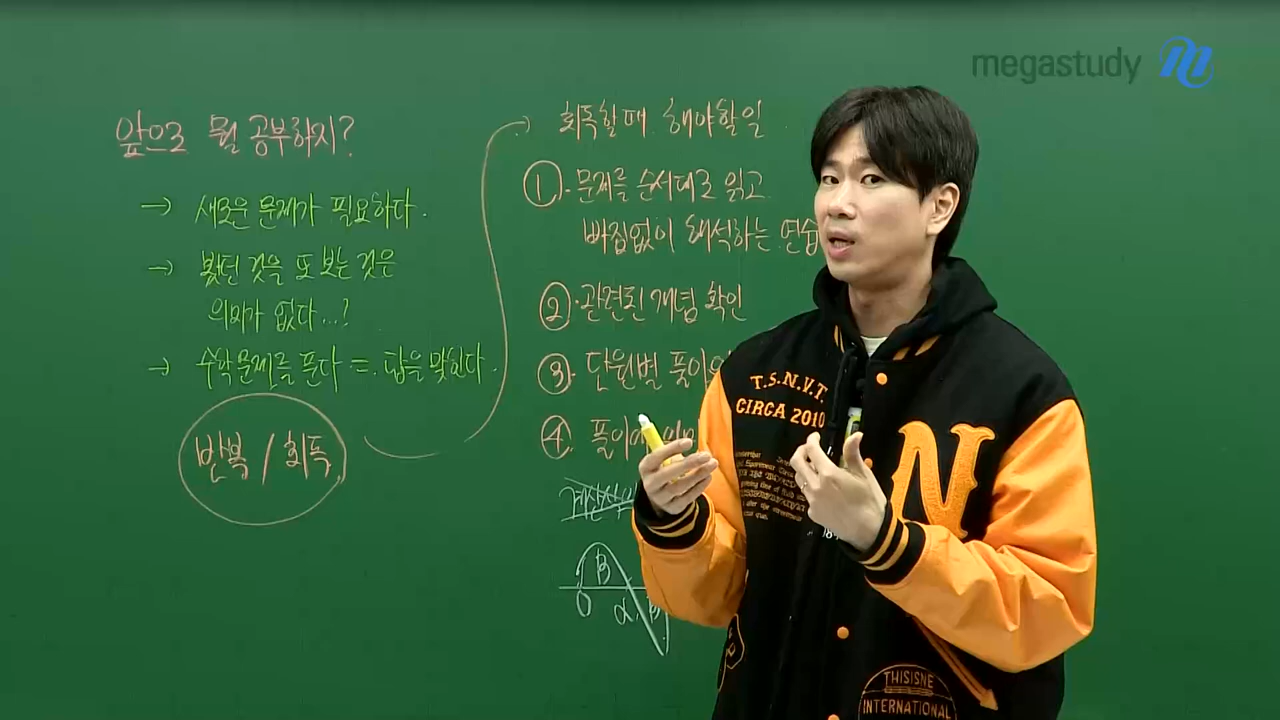 megastudy
앞으로 뭘 공부하지?
→ 새로운 문제가 필요하다.
→ 봤던 것을 또 보는 것은
의미가 없다...?
→ 수학문제를 푼다 = 답을 맞힌다.
반복 / 회독
회독할 때 해야할 일
① 문제를 순서대로 읽고
빠짐없이 해석하는 연습
② 관련된 개념 확인
③ 단원별 풀이
④ 풀이
계산실수
B
O α
T.S.N.V.T.
CIRCA 2010
N
THISISNE
INTERNATIONAL